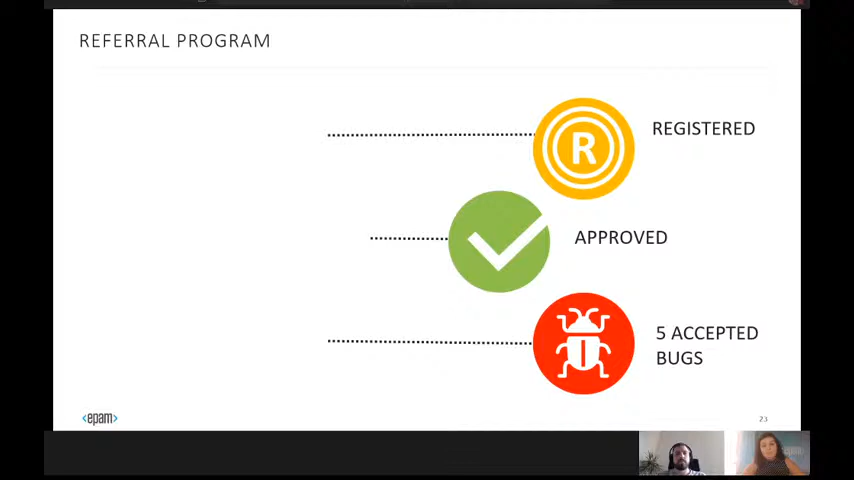 REFERRAL PROGRAM
R
REGISTERED
APPROVED
5 ACCEPTED
BUGS
<epam>
23